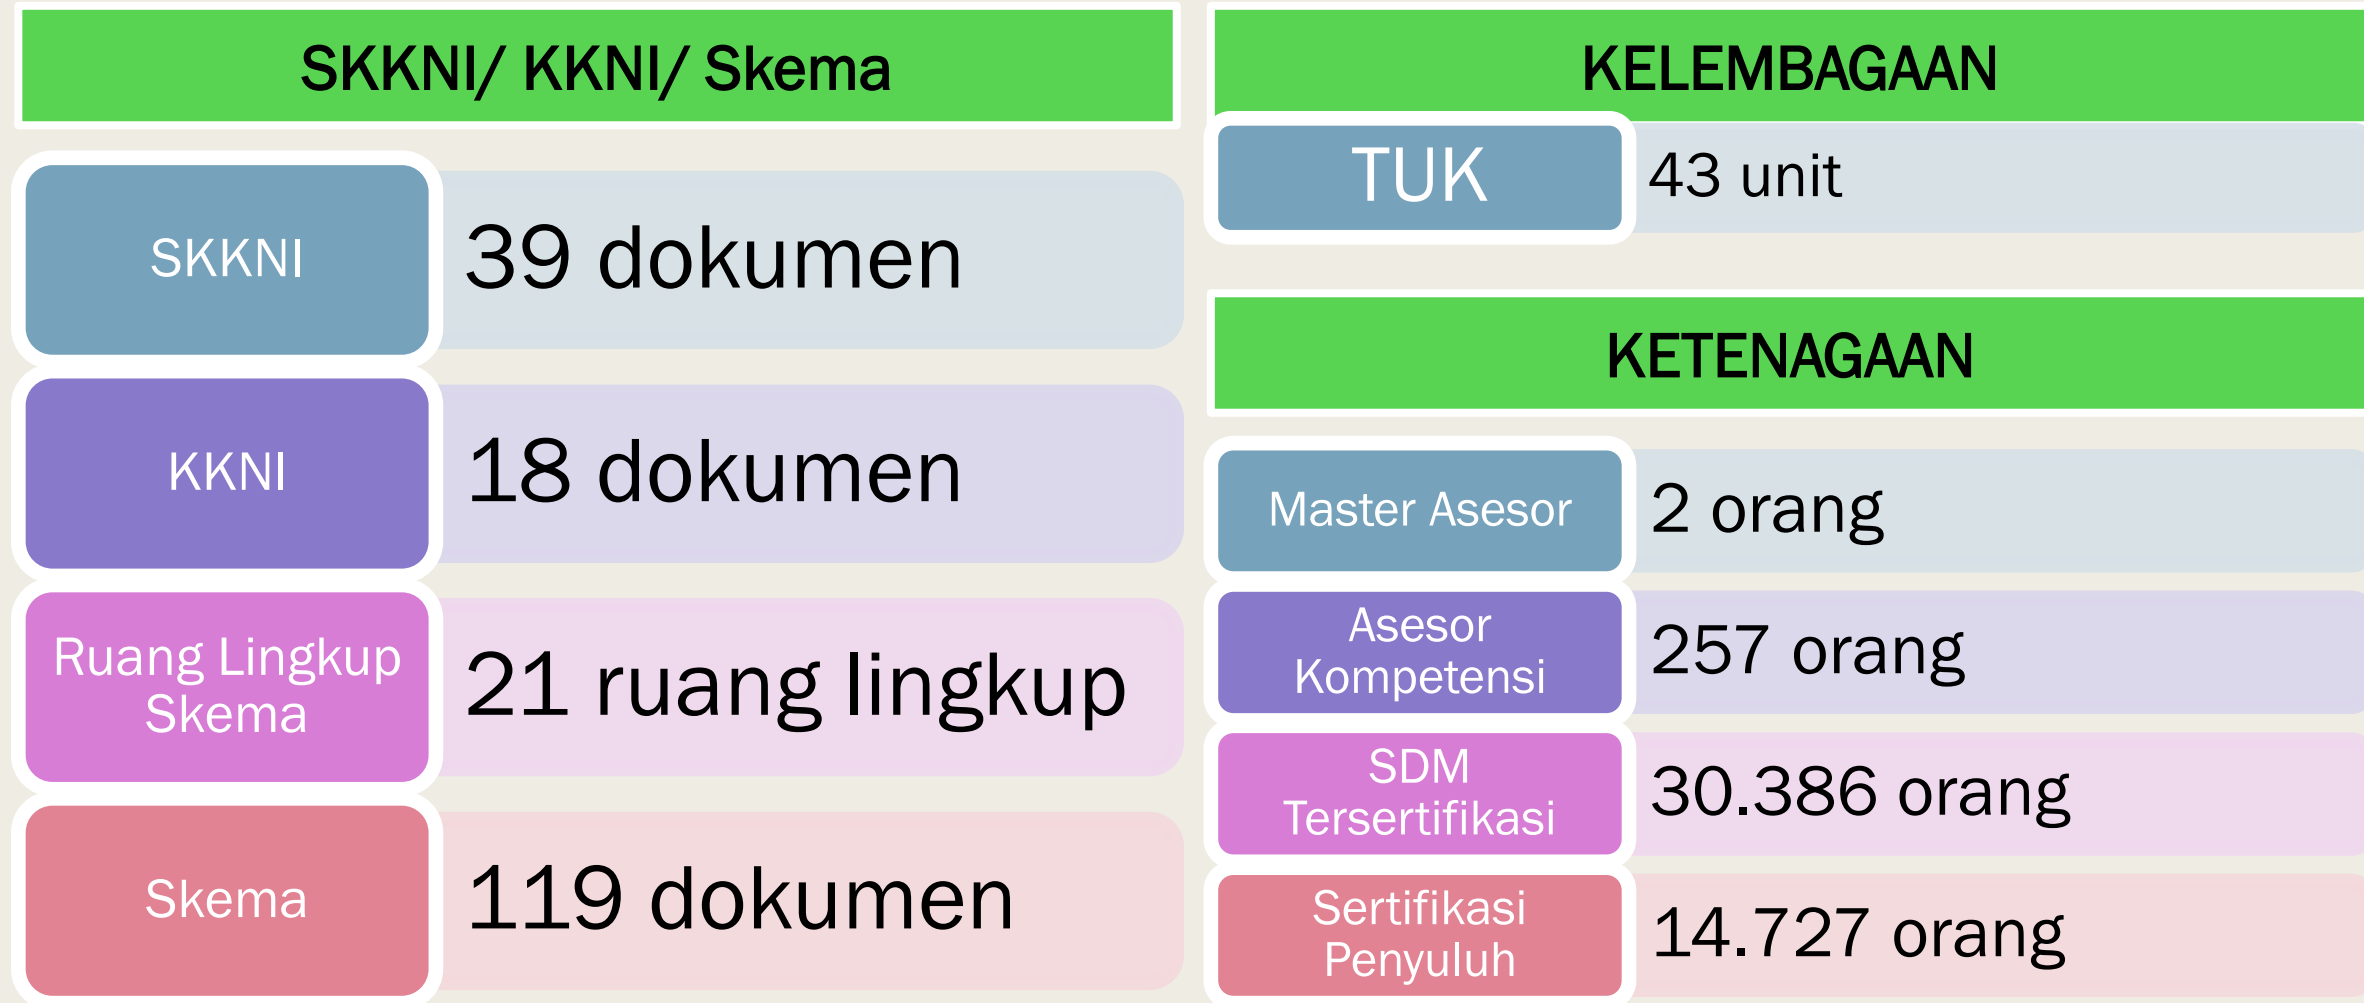 SKKNI/ KKNI/ Skema
SKKNI
39 dokumen
KKNI
18 dokumen
Ruang Lingkup
Skema
21 ruang lingkup
Skema
119 dokumen
KELEMBAGAAN
TUK
43 unit
KETENAGAAN
Master Asesor
2 orang
Asesor
Kompetensi
257 orang
SDM
Tersertifikasi
30.386 orang
Sertifikasi
Penyuluh
14.727 orang